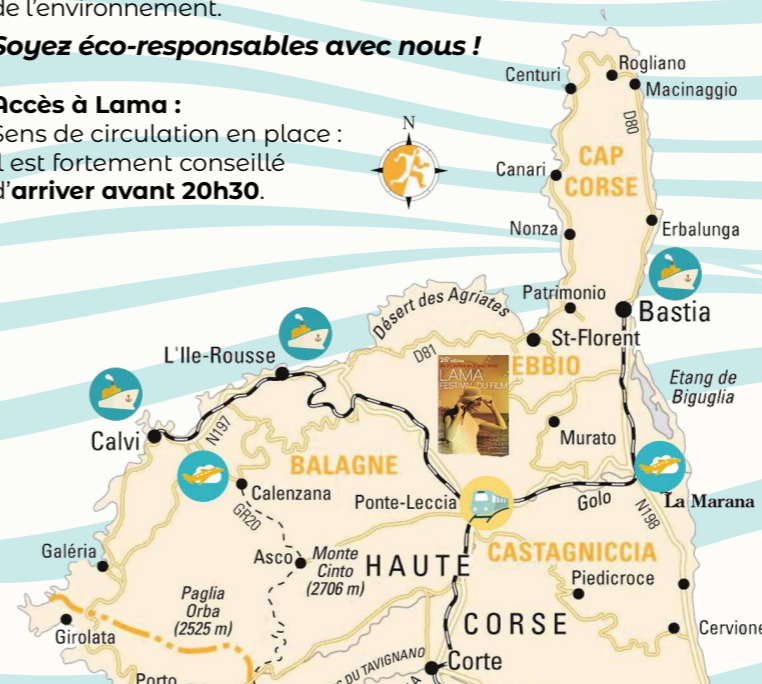 de l'environnement.
Soyez éco-responsables avec nous !
Accès à Lama :
Sens de circulation en place :
il est fortement conseillé
d'arriver avant 20h30.
N
Centuri
Rogliano
Macinaggio
D80
CAP
CORSE
Canari
Nonza
Erbalunga
Patrimonio
Bastia
Désert des Agriates
St-Florent
L'Ile-Rousse
D81
EBBIO
LAMA
FESTIVAL DU FILM
Etang de
Biguglia
Calvi
N197
Murato
BALAGNE
Calenzana
Ponte-Leccia
Golo
La Marana
N198
GR20
Galéria
Asco
Monte
Cinto
(2706 m)
HAUTE
CORSE
CASTAGNICCIA
Piedicroce
Paglia
Orba
(2525 m)
Girolata
Cervione
Porto
DU TAVIGNANO
Corte